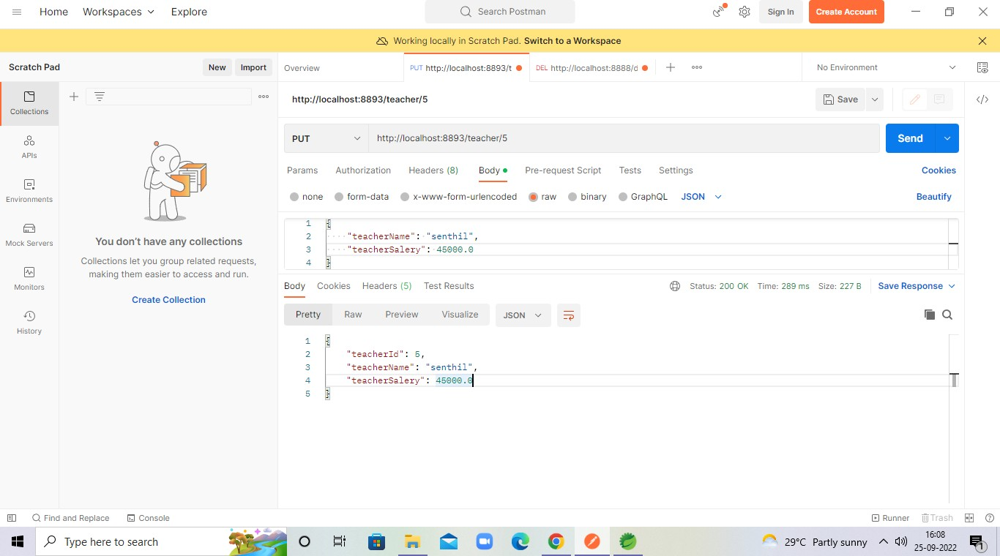 Home Workspaces Explore Search Postman Sign In Create Account
Working locally in Scratch Pad. Switch to a Workspace
Scratch Pad New Import Overview PUT http://localhost:8893/t DEL http://localhost:8888/d No Environment
Collections
APIs
Environments
Mock Servers
Monitors
History
You don't have any collections
Collections let you group related requests,
making them easier to access and run.
Create Collection
http://localhost:8893/teacher/5 Save
PUT http://localhost:8893/teacher/5 Send
Params Authorization Headers (8) Body Pre-request Script Tests Settings Cookies
none form-data x-www-form-urlencoded raw binary GraphQL JSON Beautify
1 {
2 "teacherName": "senthil",
3 "teacherSalery": 45000.0
4 }
Body Cookies Headers (5) Test Results Status: 200 OK Time: 289 ms Size: 227 B Save Response
Pretty Raw Preview Visualize JSON
1 {
2 "teacherId": 5,
3 "teacherName": "senthil",
4 "teacherSalery": 45000.0
5 }
Find and Replace Console Runner Trash
Type here to search 29°C Partly sunny 16:08
25-09-2022 1